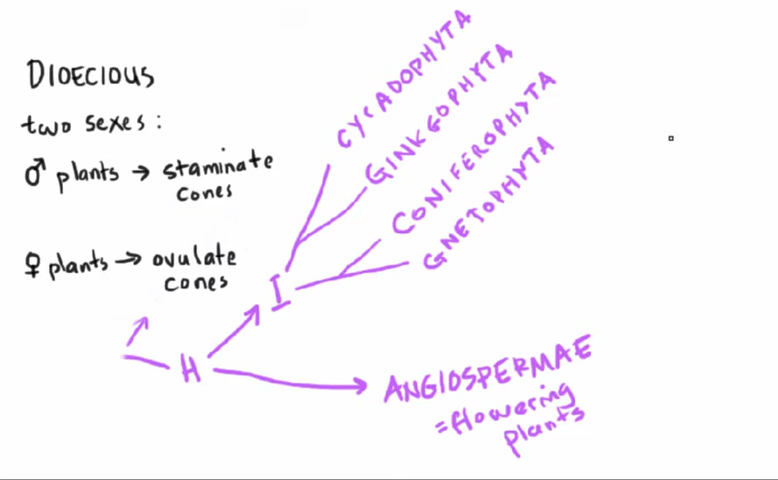 DIOECIOUS
two sexes:
♂ plants → staminate
cones
♀ plants → ovulate
cones
CYCADOPHYTA
GINKGOPHYTA
CONIFEROPHYTA
GNETOPHYTA
I
H
ANGIOSPERMAE
=flowering
plants